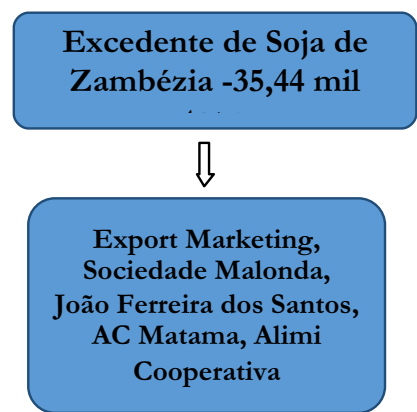 Excedente de Soja de
Zambézia -35,44 mil
Export Marketing,
Sociedade Malonda,
João Ferreira dos Santos,
AC Matama, Alimi
Cooperativa